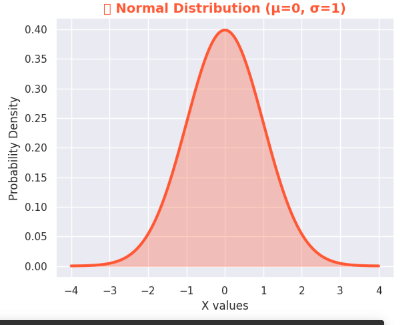 Normal Distribution (μ=0, σ=1)
0.40
0.35
0.30
0.25
0.20
0.15
0.10
0.05
0.00
Probability Density
−4 −3 −2 −1 0 1 2 3 4
X values